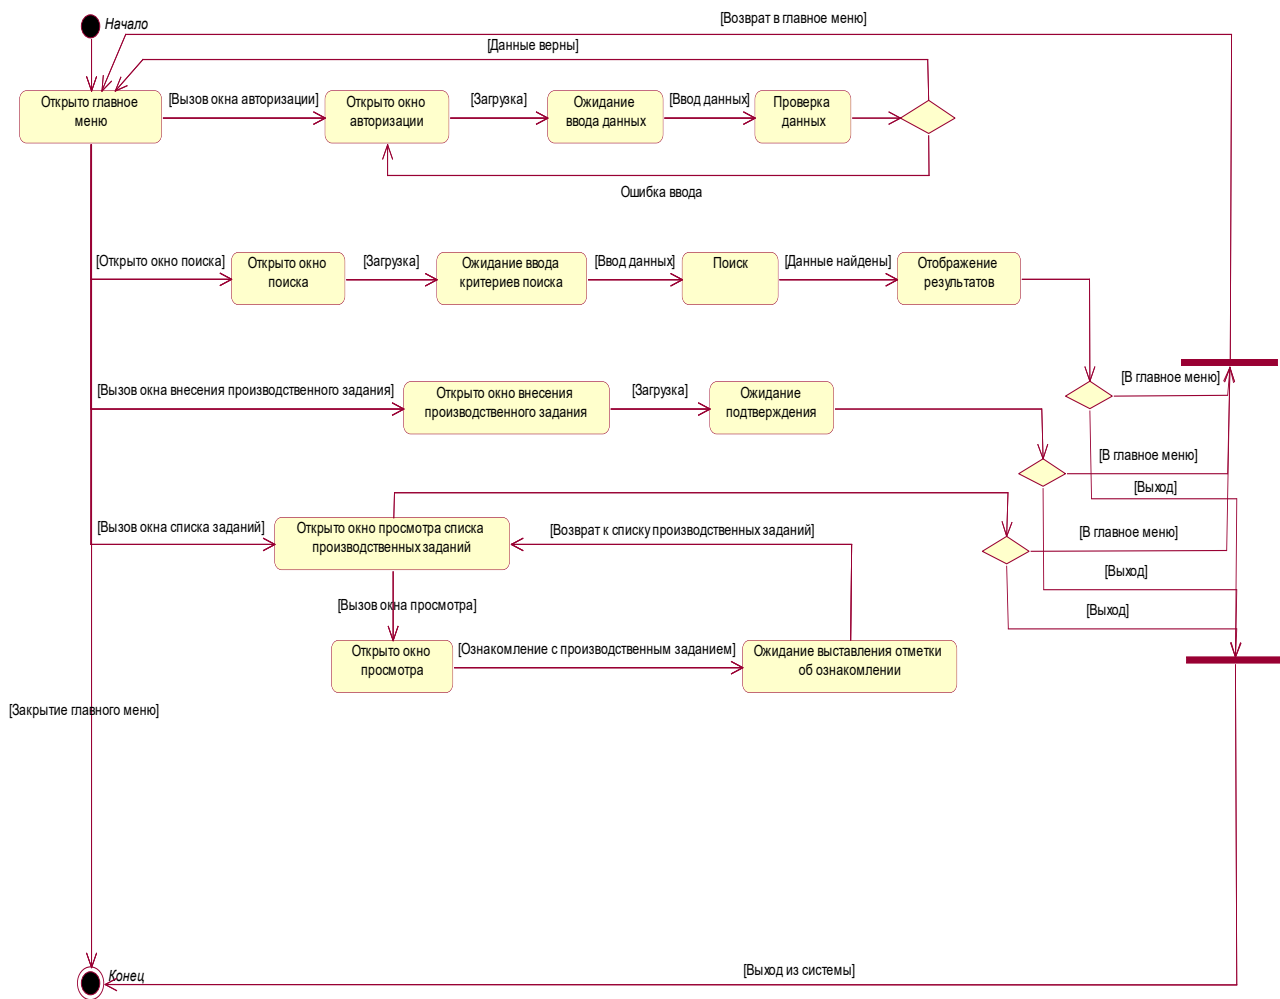 Начало
[Возврат в главное меню]
[Данные верны]
Открыто главное
меню
[Вызов окна авторизации]
Открыто окно
авторизации
[Загрузка]
Ожидание
ввода данных
[Ввод данных]
Проверка
данных
Ошибка ввода
[Открыто окно поиска]
Открыто окно
поиска
[Загрузка]
Ожидание ввода
критериев поиска
[Ввод данных]
Поиск
[Данные найдены]
Отображение
результатов
[Вызов окна внесения производственного задания]
Открыто окно внесения
производственного задания
[Загрузка]
Ожидание
подтверждения
[В главное меню]
[В главное меню]
[Выход]
[Вызов окна списка заданий]
Открыто окно просмотра списка
производственных заданий
[Возврат к списку производственных заданий]
[В главное меню]
[Выход]
[Вызов окна просмотра]
[Выход]
Открыто окно
просмотра
[Ознакомление с производственным заданием]
Ожидание выставления отметки
об ознакомлении
[Закрытие главного меню]
Конец
[Выход из системы]